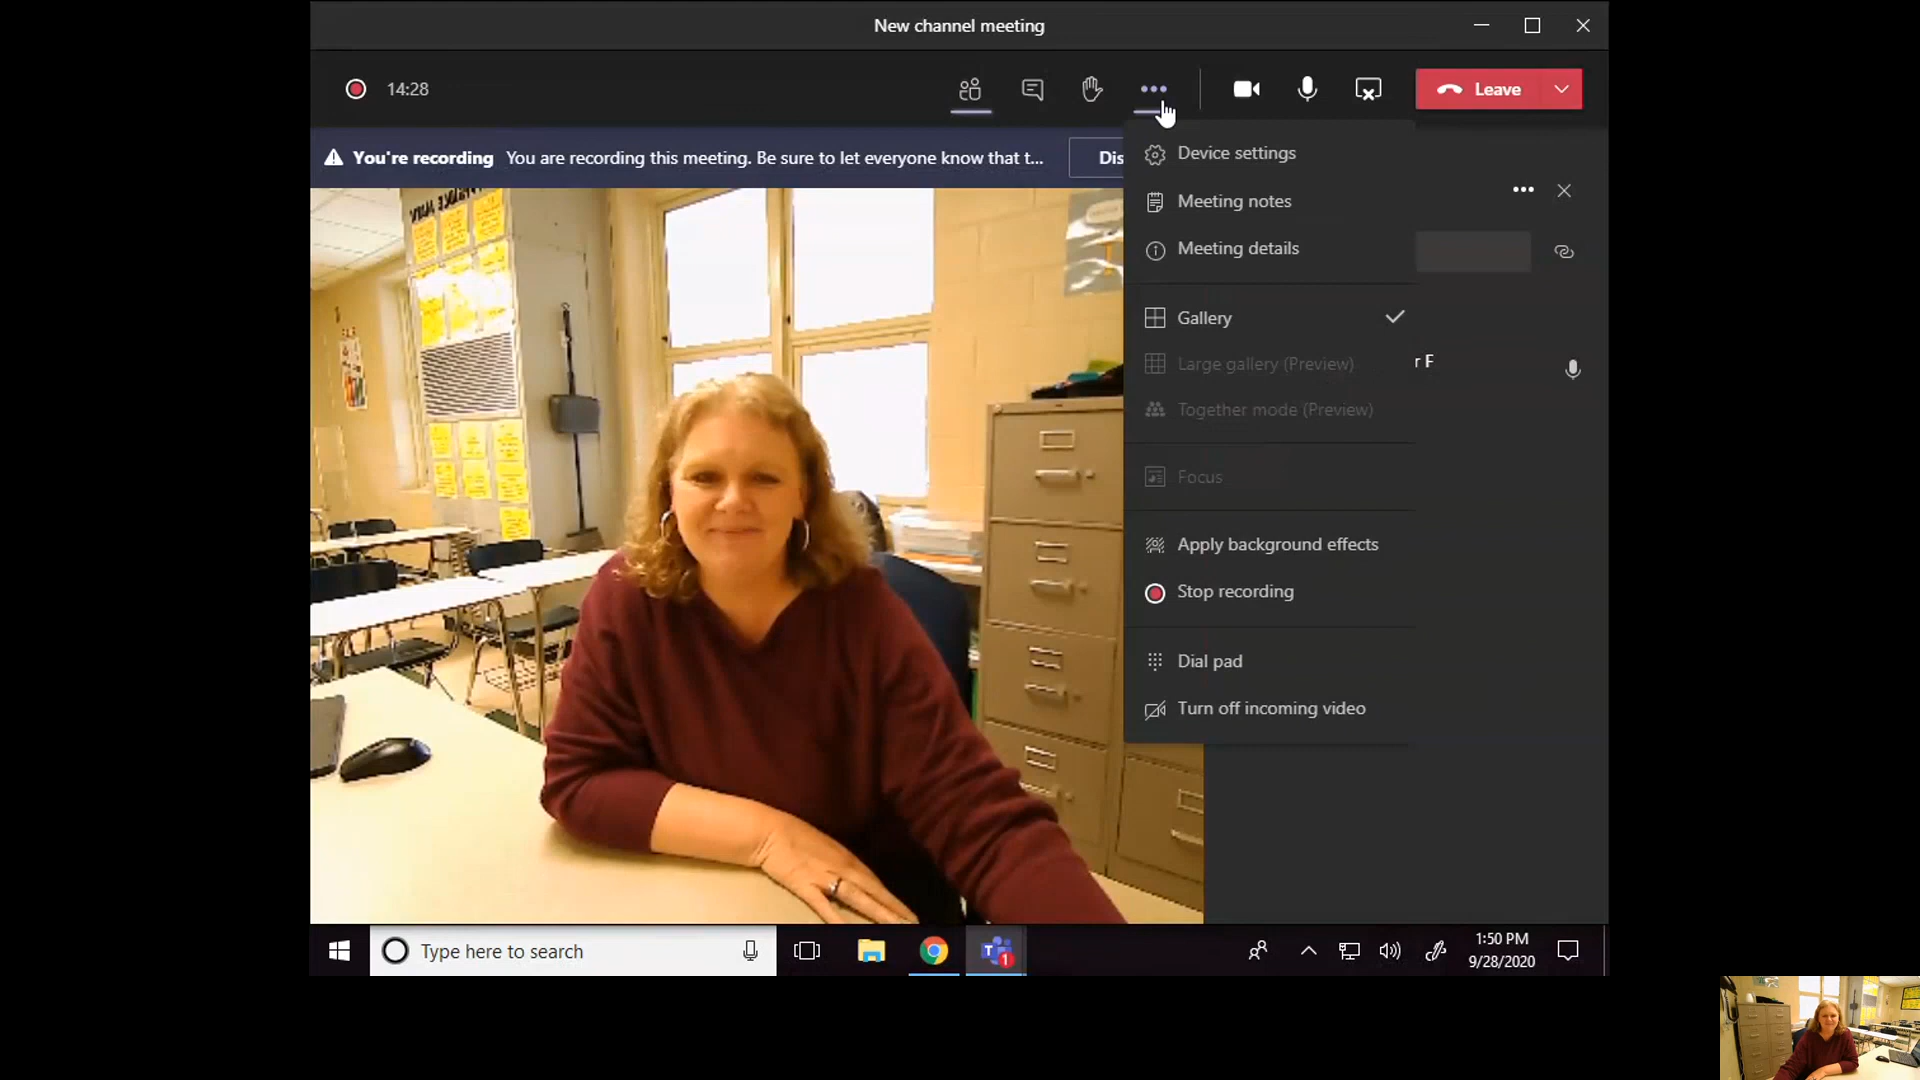 New channel meeting
14:28
Leave
You're recording You are recording this meeting. Be sure to let everyone know that t...
Dis
Device settings
Meeting notes
Meeting details
Gallery
Large gallery (Preview)
r F
Together mode (Preview)
Focus
Apply background effects
Stop recording
Dial pad
Turn off incoming video
Type here to search
T
1
1:50 PM
9/28/2020